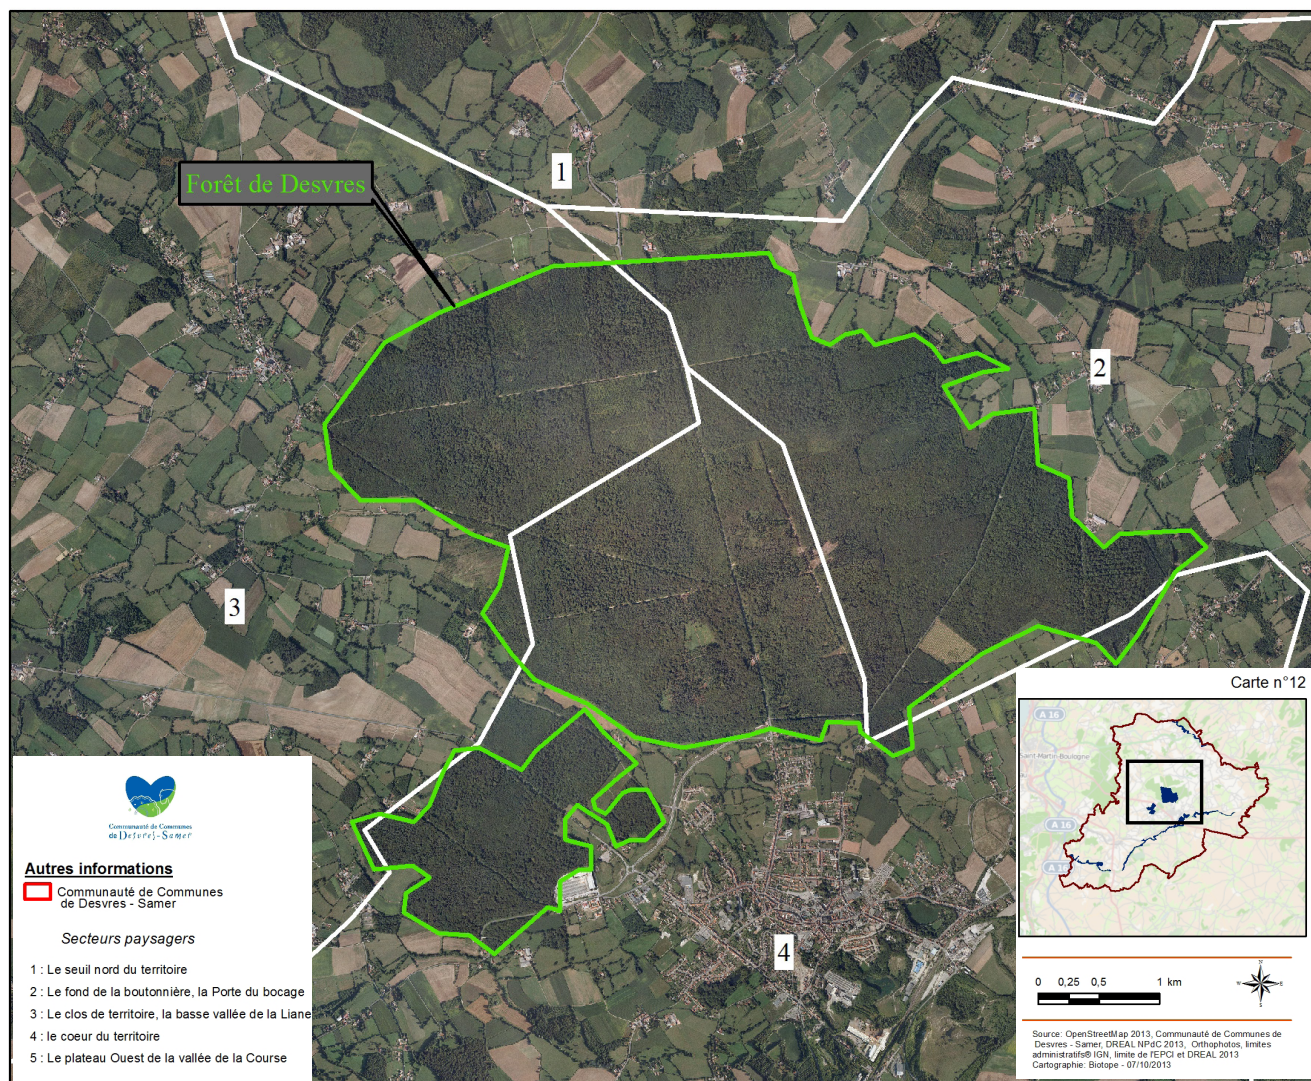 Forêt de Desvres
1
2
3
4
Communauté de Communes
de Desvres - Samer
Autres informations
Communauté de Communes
de Desvres - Samer
Secteurs paysagers
1 : Le seuil nord du territoire
2 : Le fond de la boutonnière, la Porte du bocage
3 : Le clos de territoire, la basse vallée de la Liane
4 : le coeur du territoire
5 : Le plateau Ouest de la vallée de la Course
Carte n°12
A 16
Saint-Martin-Boulogne
A 16
0 0,25 0,5 1 km
N
W E
S
Source: OpenStreetMap 2013, Communauté de Communes de
Desvres - Samer, DREAL NPdC 2013, Orthophotos, limites
administratifs® IGN, limite de l'EPCI et DREAL 2013
Cartographie: Biotope - 07/10/2013